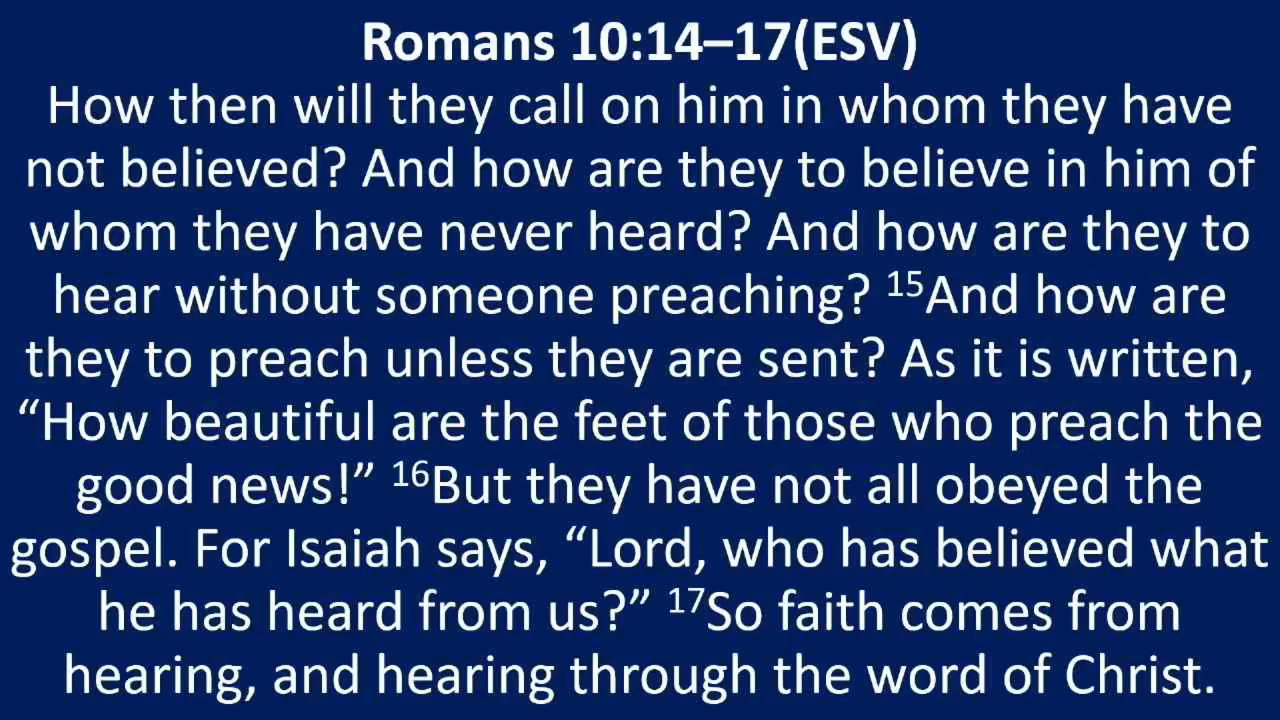 Romans 10:14–17(ESV)
How then will they call on him in whom they have
not believed? And how are they to believe in him of
whom they have never heard? And how are they to
hear without someone preaching? 15And how are
they to preach unless they are sent? As it is written,
“How beautiful are the feet of those who preach the
good news!” 16But they have not all obeyed the
gospel. For Isaiah says, “Lord, who has believed what
he has heard from us?” 17So faith comes from
hearing, and hearing through the word of Christ.